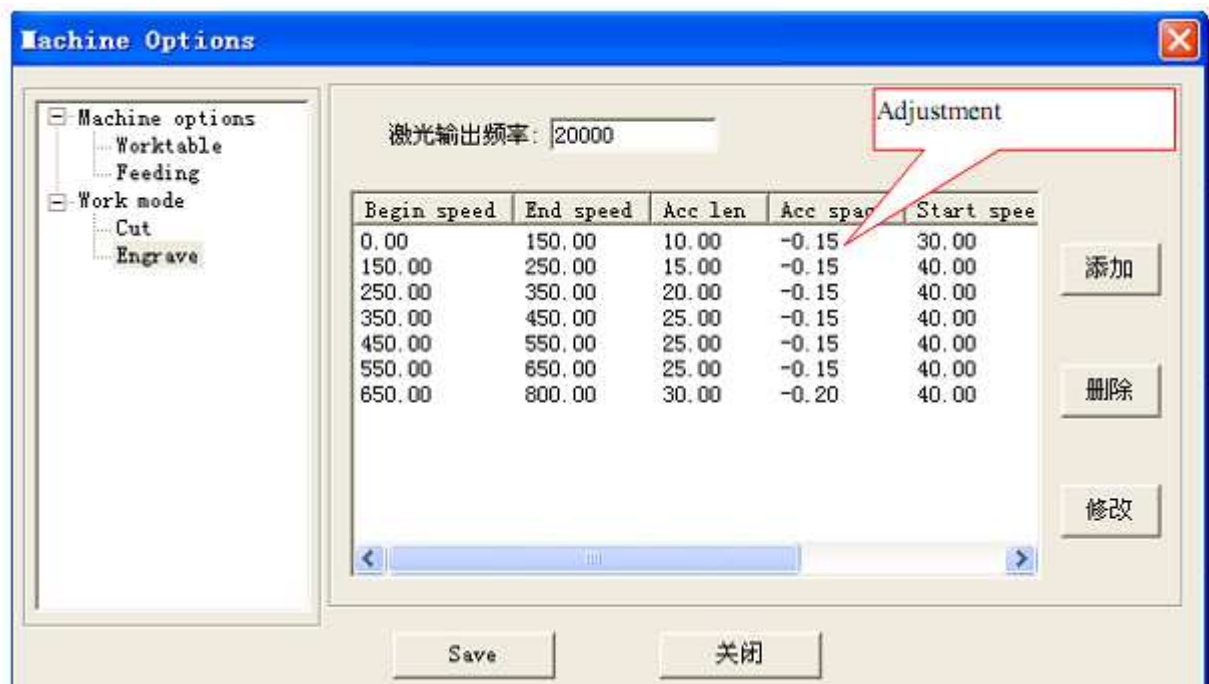 Machine Options
Machine options
Worktable
Feeding
Work mode
Cut
Engrave
激光输出频率: 20000
Adjustment
Begin speed End speed Acc len Acc spac Start spee
0.00 150.00 10.00 -0.15 30.00
150.00 250.00 15.00 -0.15 40.00
250.00 350.00 20.00 -0.15 40.00
350.00 450.00 25.00 -0.15 40.00
450.00 550.00 25.00 -0.15 40.00
550.00 650.00 25.00 -0.15 40.00
650.00 800.00 30.00 -0.20 40.00
添加
删除
修改
Save 关闭